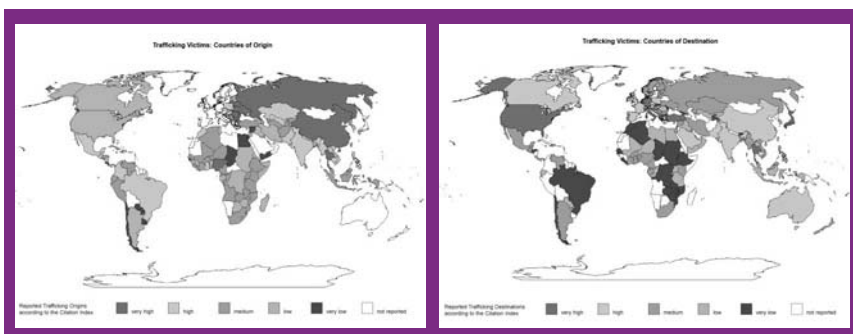 Trafficking Victims: Countries of Origin
Reported Trafficking Origins
according to the Citation Index
very high
high
medium
low
very low
not reported
Trafficking Victims: Countries of Destination
Reported Trafficking Destinations
according to the Citation Index
very high
high
medium
low
very low
not reported